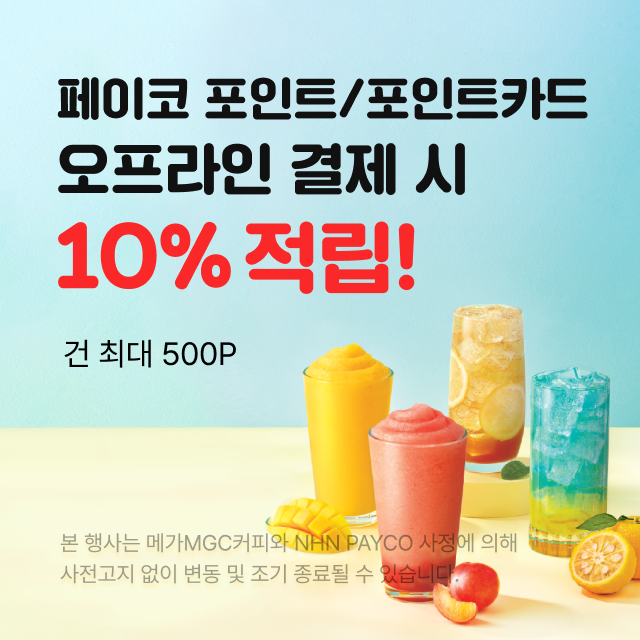 페이코 포인트/포인트카드
오프라인 결제 시
10% 적립!
건 최대 500P
본 행사는 메가MGC커피와 NHN PAYCO 사정에 의해
사전고지 없이 변동 및 조기 종료될 수 있습니다